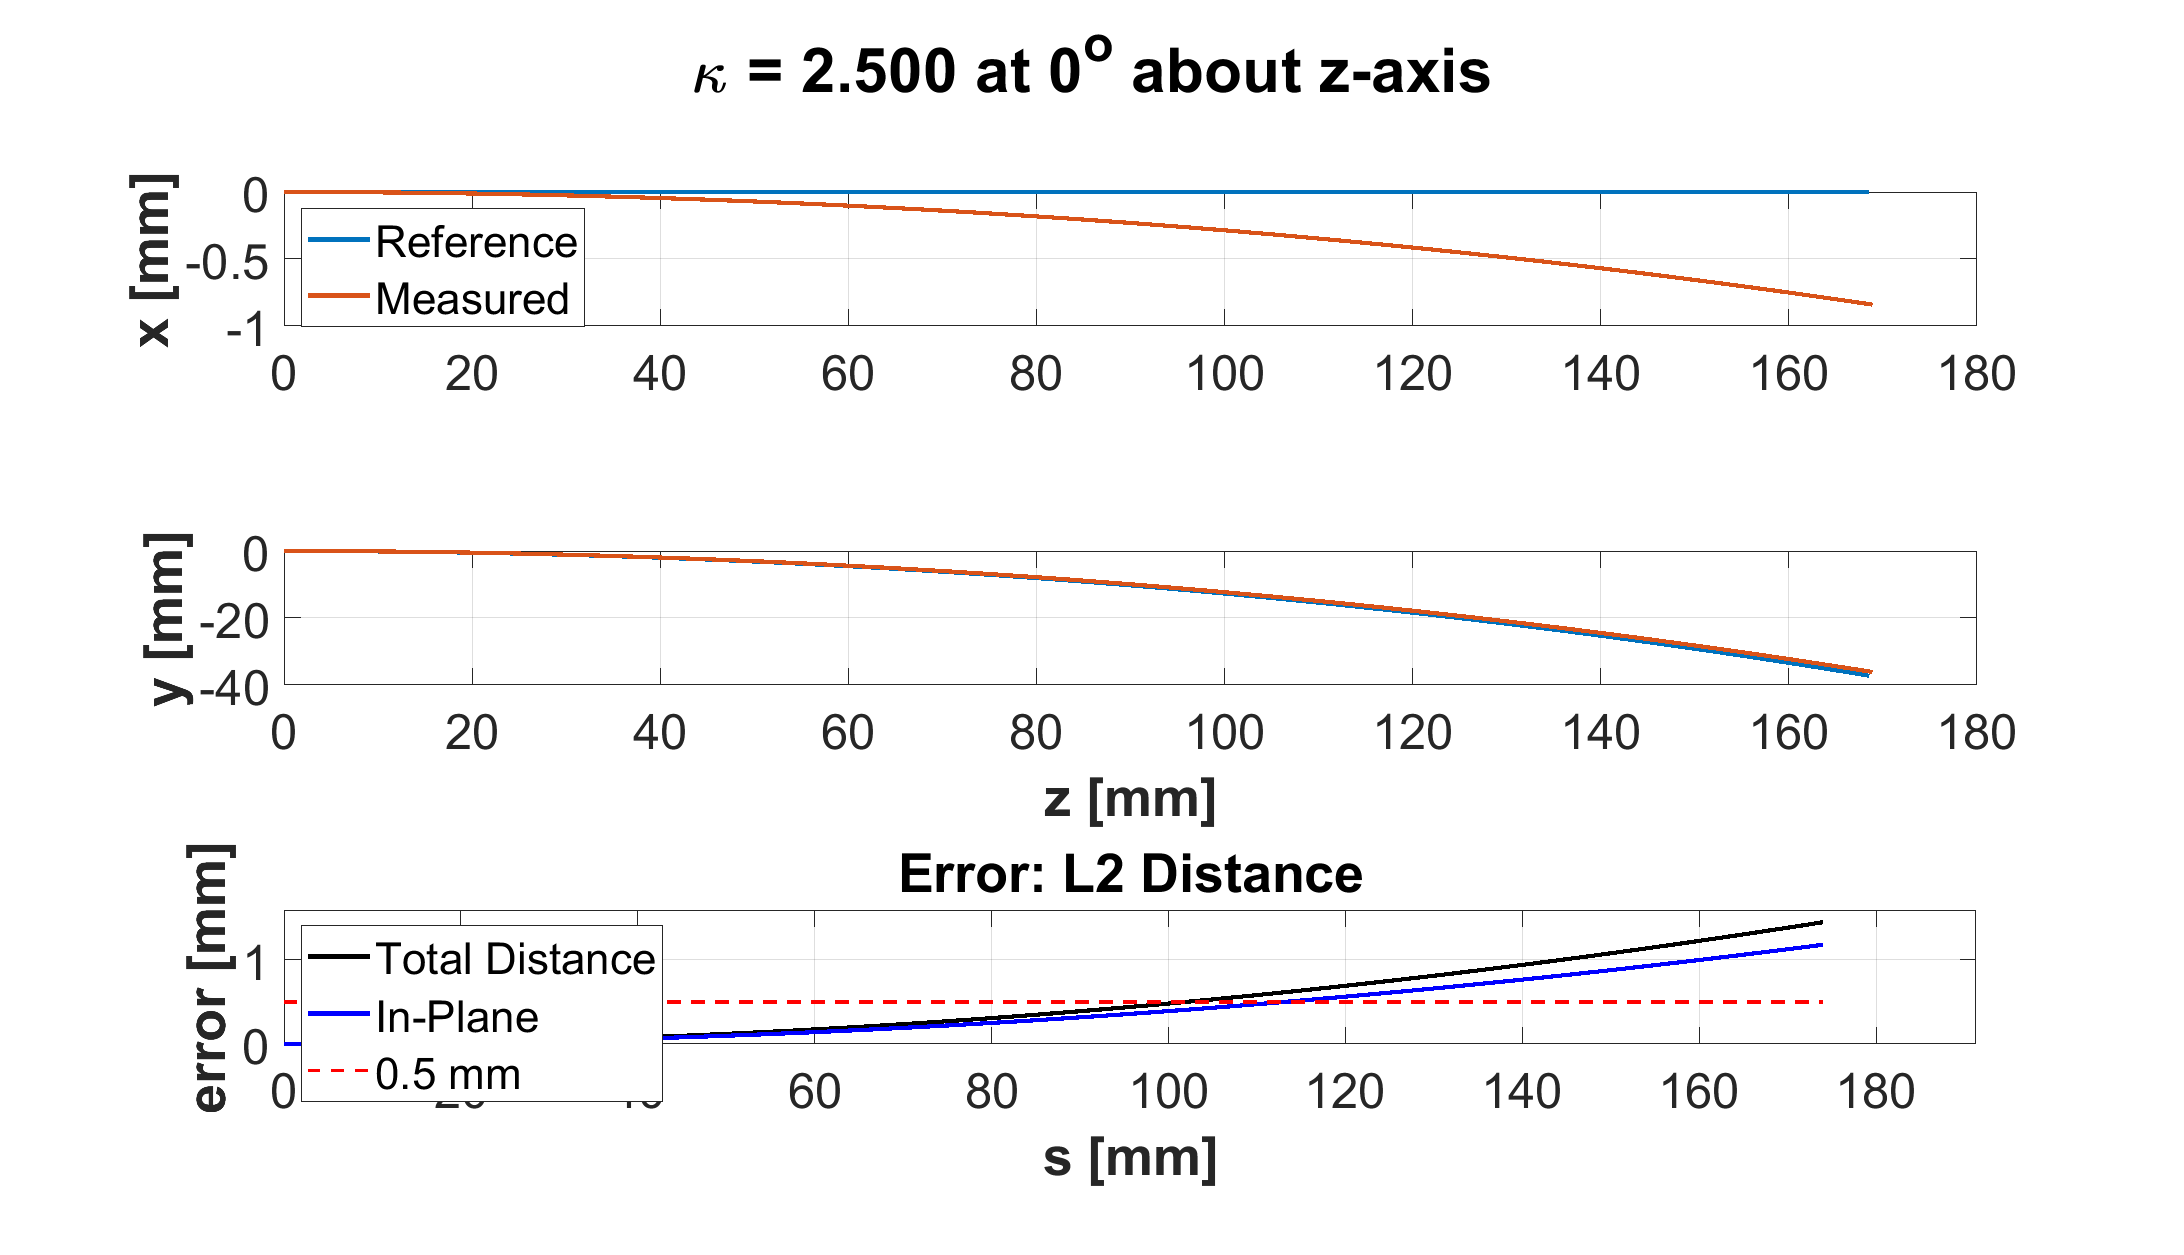 κ = 2.500 at 0° about z-axis
x [mm]
0
-0.5
-1
Reference
Measured
0 20 40 60 80 100 120 140 160 180
y [mm]
0
-20
-40
0 20 40 60 80 100 120 140 160 180
z [mm]
Error: L2 Distance
error [mm]
1
0
Total Distance
In-Plane
0.5 mm
0 60 80 100 120 140 160 180
s [mm]